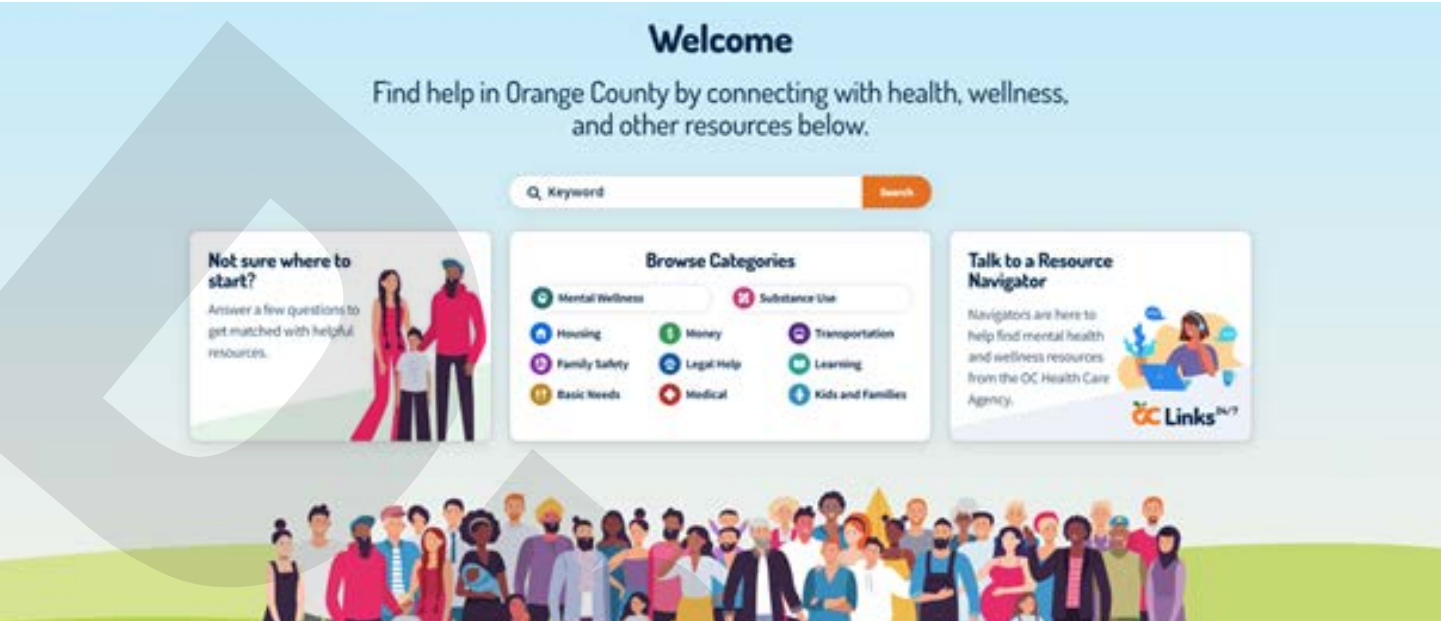 Welcome
Find help in Orange County by connecting with health, wellness,
and other resources below.
Keyword
Search
Not sure where to
start?
Answer a few questions to
get matched with helpful
resources.
Browse Categories
Mental Wellness
Substance Use
Housing
Money
Transportation
Family Safety
Legal Help
Learning
Basic Needs
Medical
Kids and Families
Talk to a Resource
Navigator
Navigators are here to
help find mental health
and wellness resources
from the OC Health Care
Agency.
OC Links 24/7